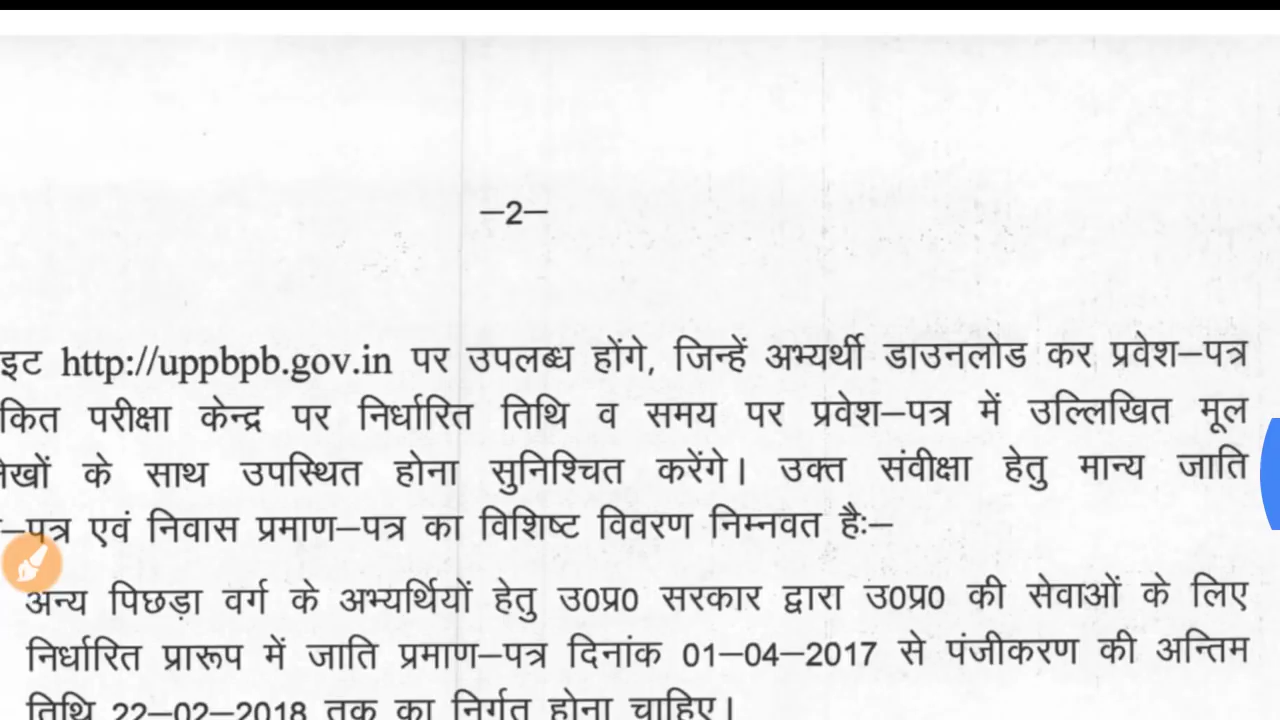 –2–
इट http://uppbpb.gov.in पर उपलब्ध होंगे, जिन्हें अभ्यर्थी डाउनलोड कर प्रवेश–पत्र
कित परीक्षा केन्द्र पर निर्धारित तिथि व समय पर प्रवेश–पत्र में उल्लिखित मूल
लेखों के साथ उपस्थित होना सुनिश्चित करेंगे। उक्त संवीक्षा हेतु मान्य जाति
–पत्र एवं निवास प्रमाण–पत्र का विशिष्ट विवरण निम्नवत हैः–
अन्य पिछड़ा वर्ग के अभ्यर्थियों हेतु उ0प्र0 सरकार द्वारा उ0प्र0 की सेवाओं के लिए
निर्धारित प्रारूप में जाति प्रमाण–पत्र दिनांक 01–04–2017 से पंजीकरण की अन्तिम
तिथि 22–02–2018 तक का निर्गत होना चाहिए।